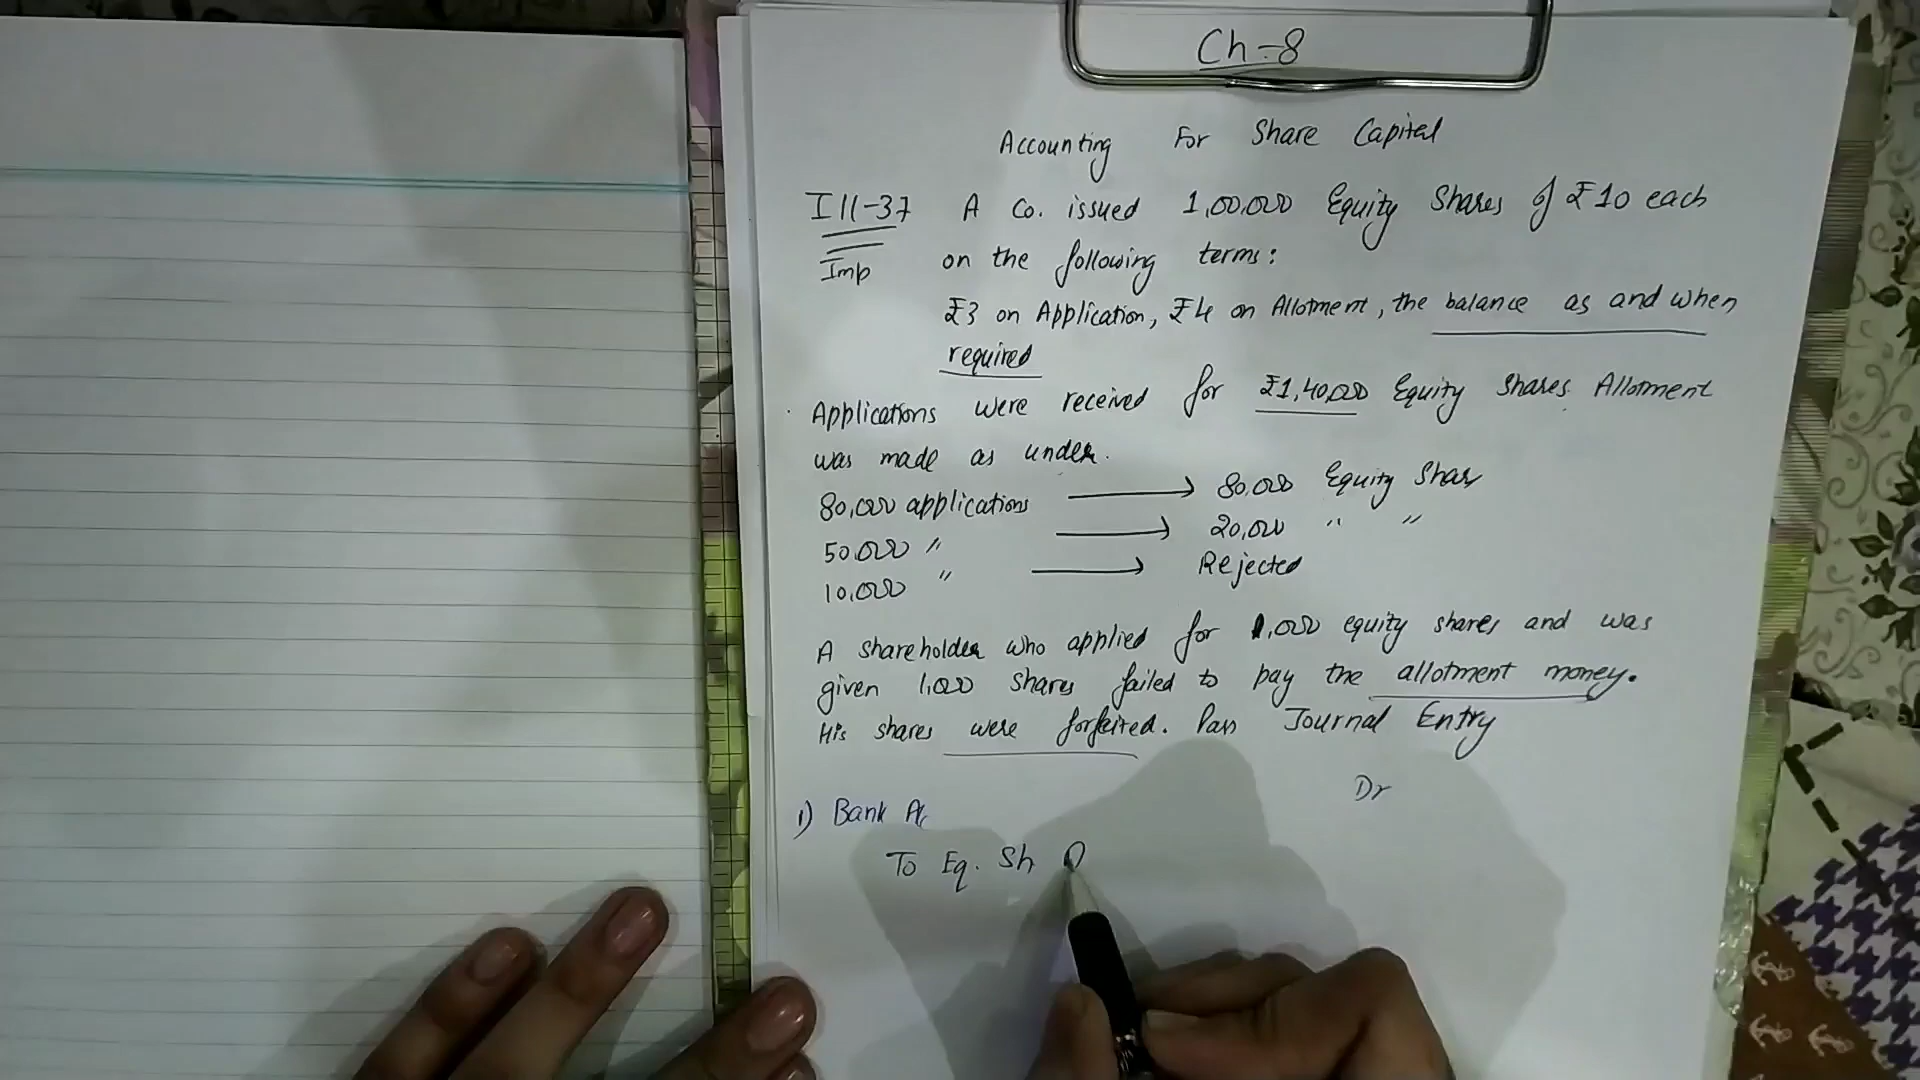 Ch-8
Accounting For Share Capital
Ill-37 A Co. issued 1,00,000 Equity Shares of ₹10 each
Imp on the following terms:
₹3 on Application, ₹4 on Allotment, the balance as and when
required
Applications were received for ₹1,40,000 Equity Shares. Allotment
was made as under.
80,000 applications → 80,000 Equity Shares
50,000 " → 20,000 " "
10,000 " → Rejected
A shareholder who applied for 1,000 equity shares and was
given 1,000 shares failed to pay the allotment money.
His shares were forfeited. Pass Journal Entry
1) Bank A/c Dr
To Eq. Sh